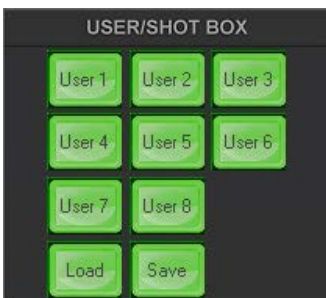 USER/SHOT BOX
User 1 User 2 User 3
User 4 User 5 User 6
User 7 User 8
Load Save